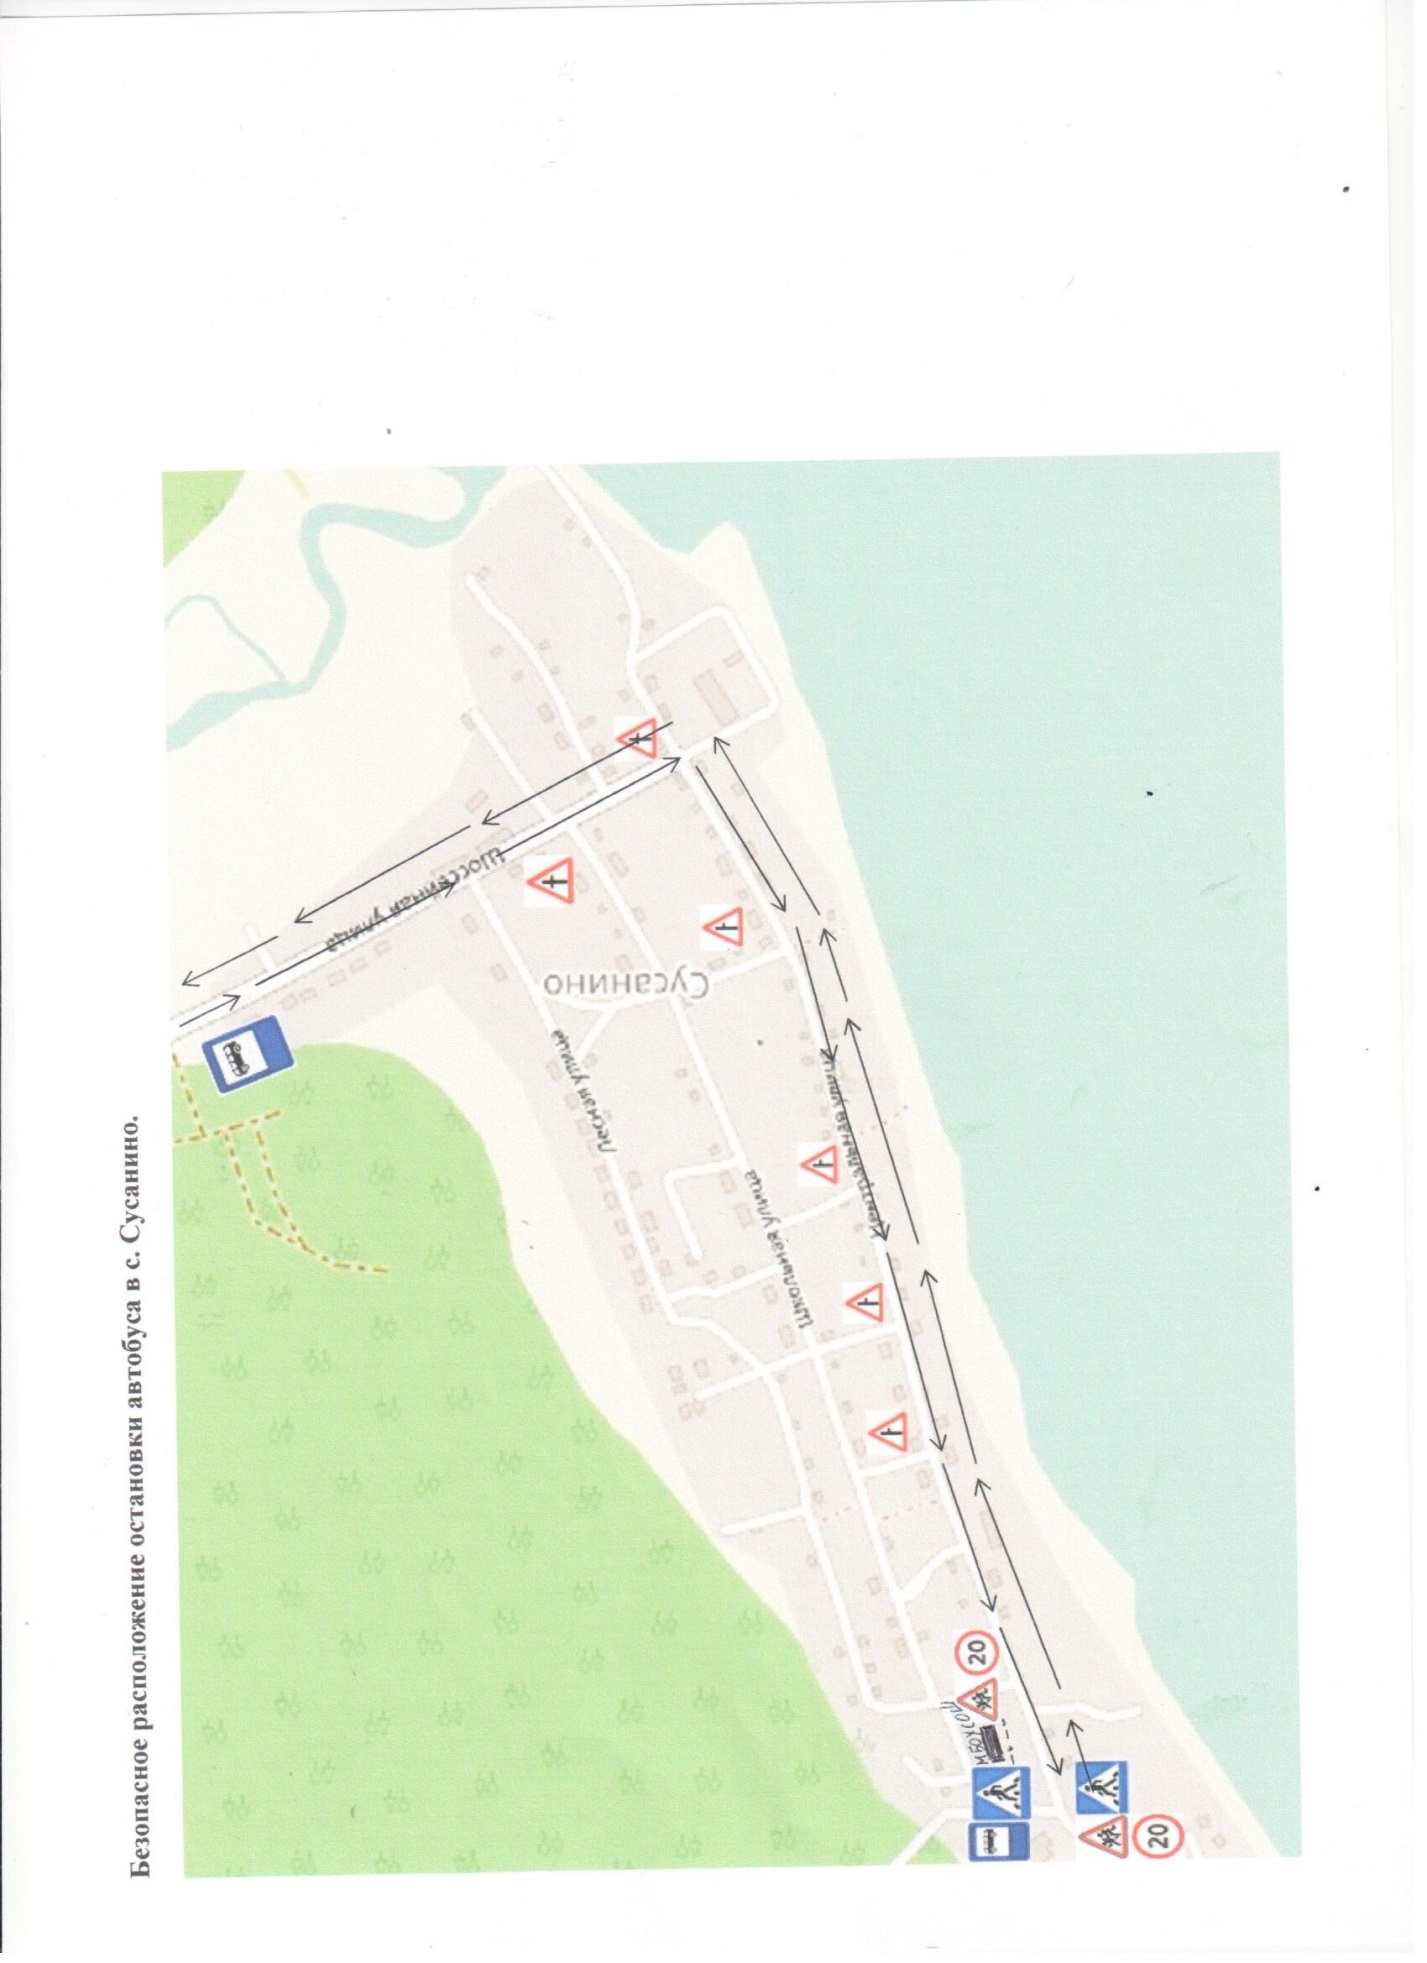 Безопасное расположение остановки автобуса в с. Сусанино.
Шоссейная улица
Сусанино
Лесная улица
Центральная улица
Школьная улица
МБОУСОШ
20
20